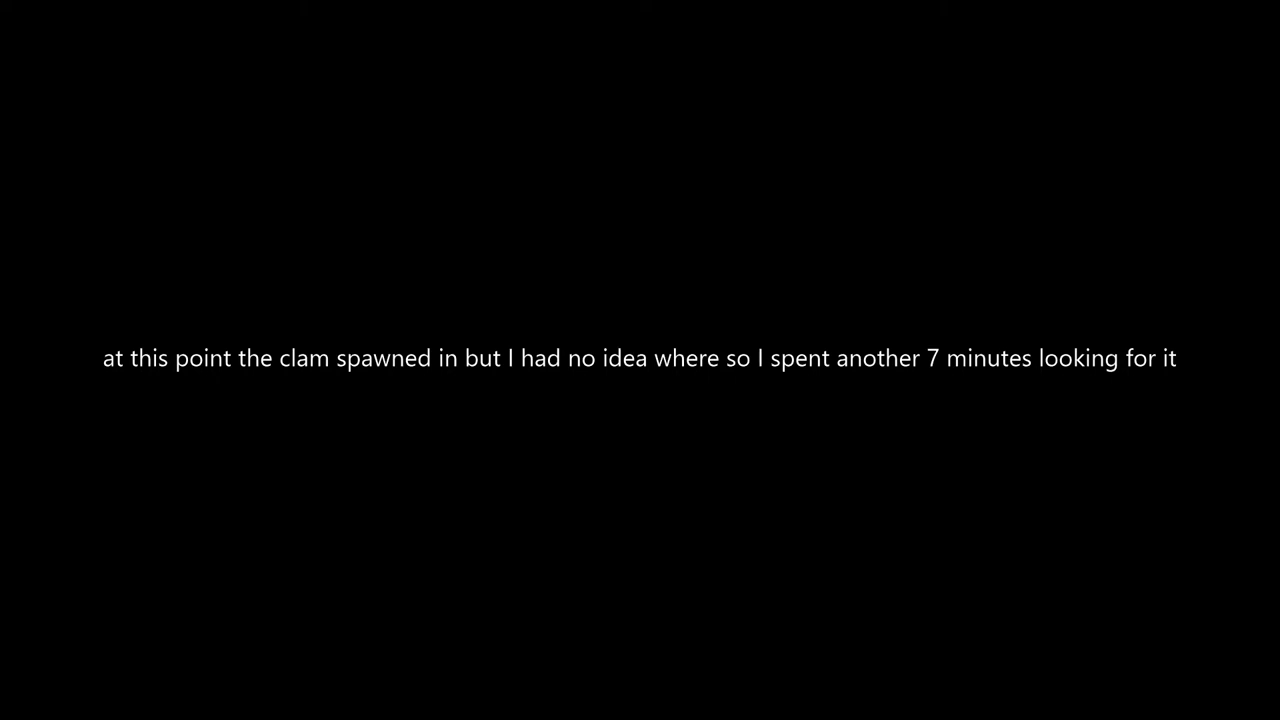 at this point the clam spawned in but I had no idea where so I spent another 7 minutes looking for it